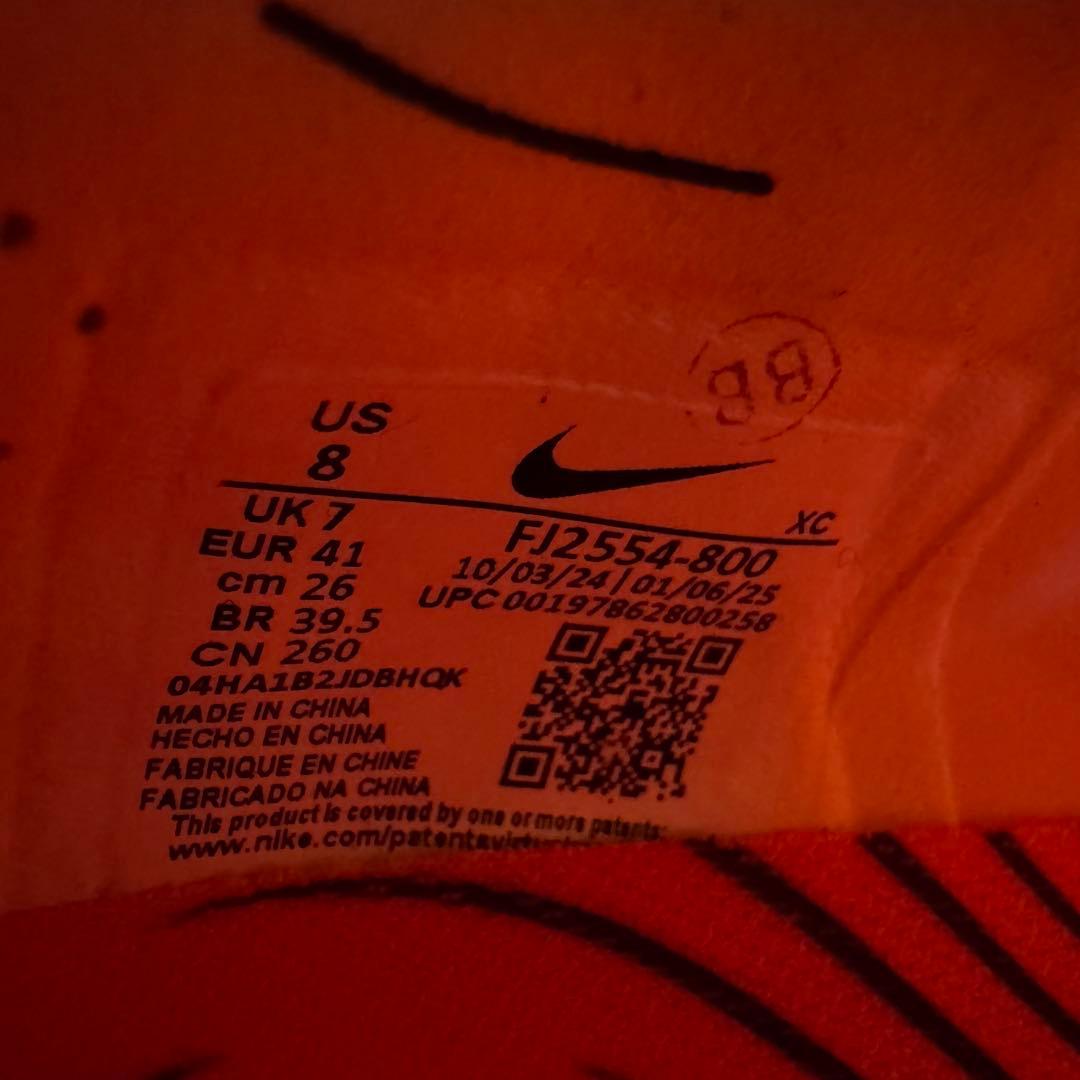 88
US
8
XC
UK 7
EUR 41
cm 26
BR 39.5
CN 260
FJ2554-800
10/03/24 | 01/06/25
UPC 00197862800258
04HA1B2JDBHQK
MADE IN CHINA
HECHO EN CHINA
FABRIQUE EN CHINE
FABRICADO NA CHINA
This product is covered by one or more patents: